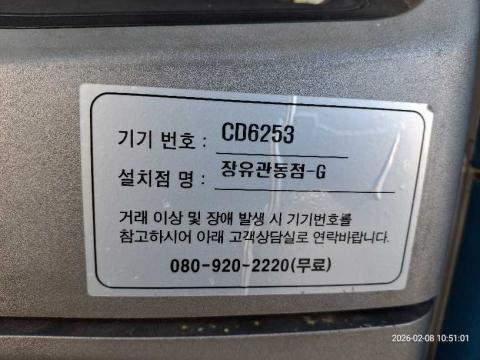 기기 번호 : CD6253
설치점 명 : 장유관동점-G
거래 이상 및 장애 발생 시 기기번호를
참고하시어 아래 고객상담실로 연락바랍니다.
080-920-2220(무료)
2026-02-08 10:51:01